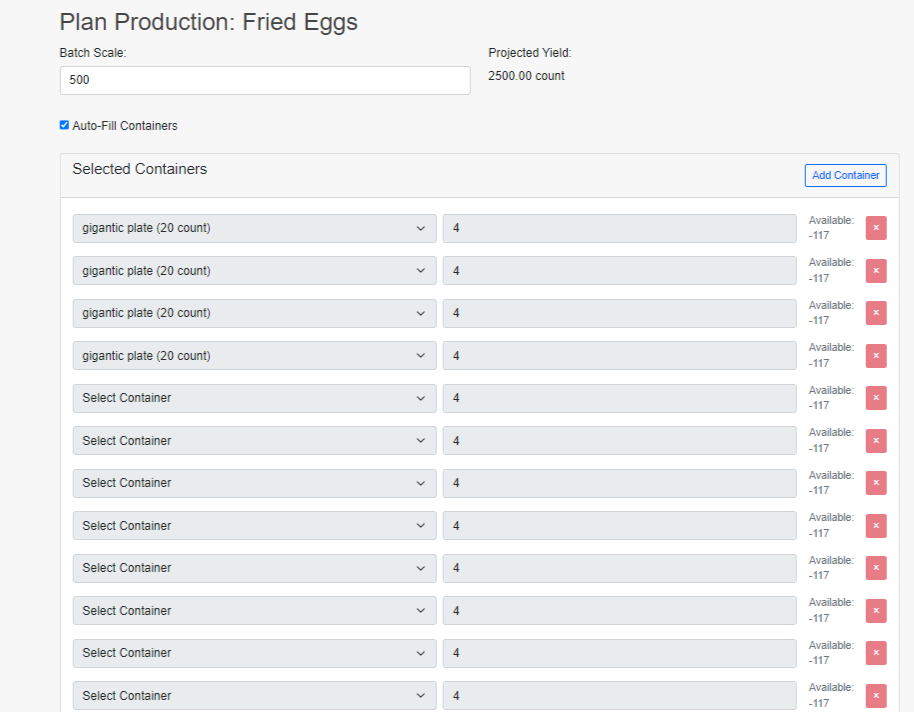 Plan Production: Fried Eggs
Batch Scale:
Projected Yield:
500
2500.00 count
Auto-Fill Containers
Selected Containers
Add Container
gigantic plate (20 count) 4 Available: -117 ×
gigantic plate (20 count) 4 Available: -117 ×
gigantic plate (20 count) 4 Available: -117 ×
gigantic plate (20 count) 4 Available: -117 ×
Select Container 4 Available: -117 ×
Select Container 4 Available: -117 ×
Select Container 4 Available: -117 ×
Select Container 4 Available: -117 ×
Select Container 4 Available: -117 ×
Select Container 4 Available: -117 ×
Select Container 4 Available: -117 ×
Select Container 4 Available: -117 ×